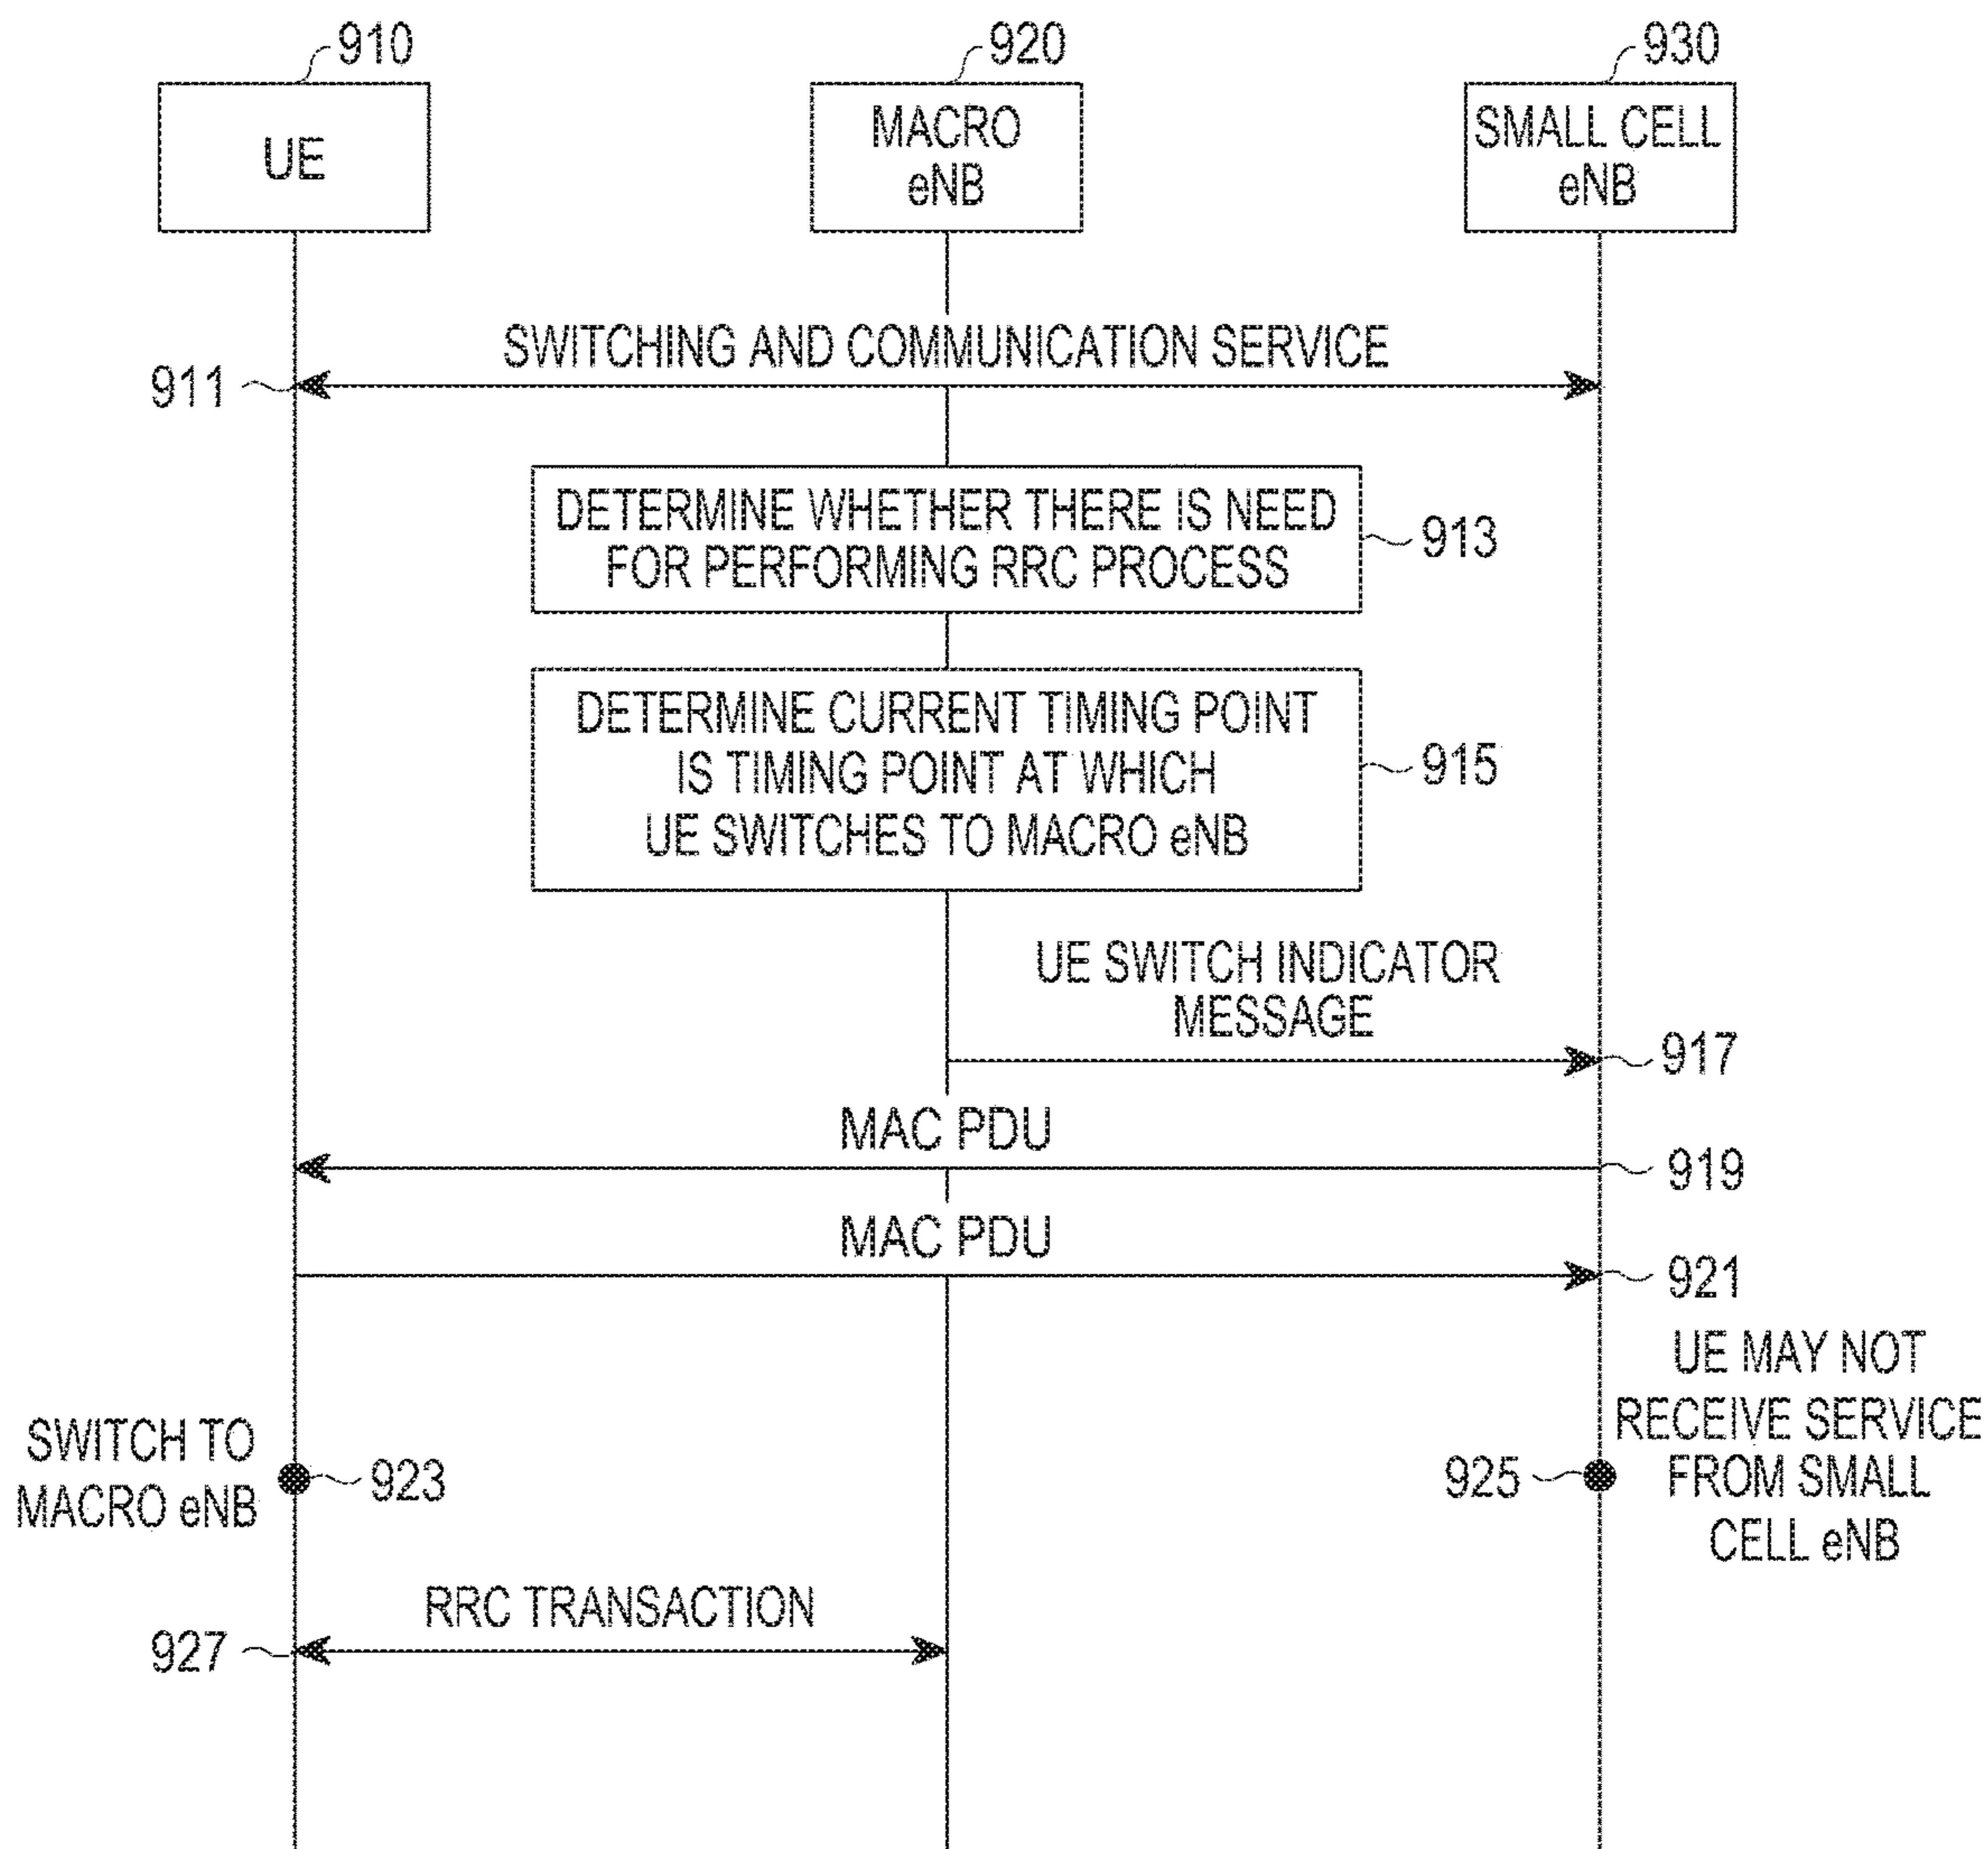 910
920
930
UE
MACRO
eNB
SMALL CELL
eNB
SWITCHING AND COMMUNICATION SERVICE
911
DETERMINE WHETHER THERE IS NEED
FOR PERFORMING RRC PROCESS
913
DETERMINE CURRENT TIMING POINT
IS TIMING POINT AT WHICH
UE SWITCHES TO MACRO eNB
915
UE SWITCH INDICATOR
MESSAGE
917
MAC PDU
919
MAC PDU
921
UE MAY NOT
RECEIVE SERVICE
FROM SMALL
CELL eNB
SWITCH TO
MACRO eNB
923
925
RRC TRANSACTION
927